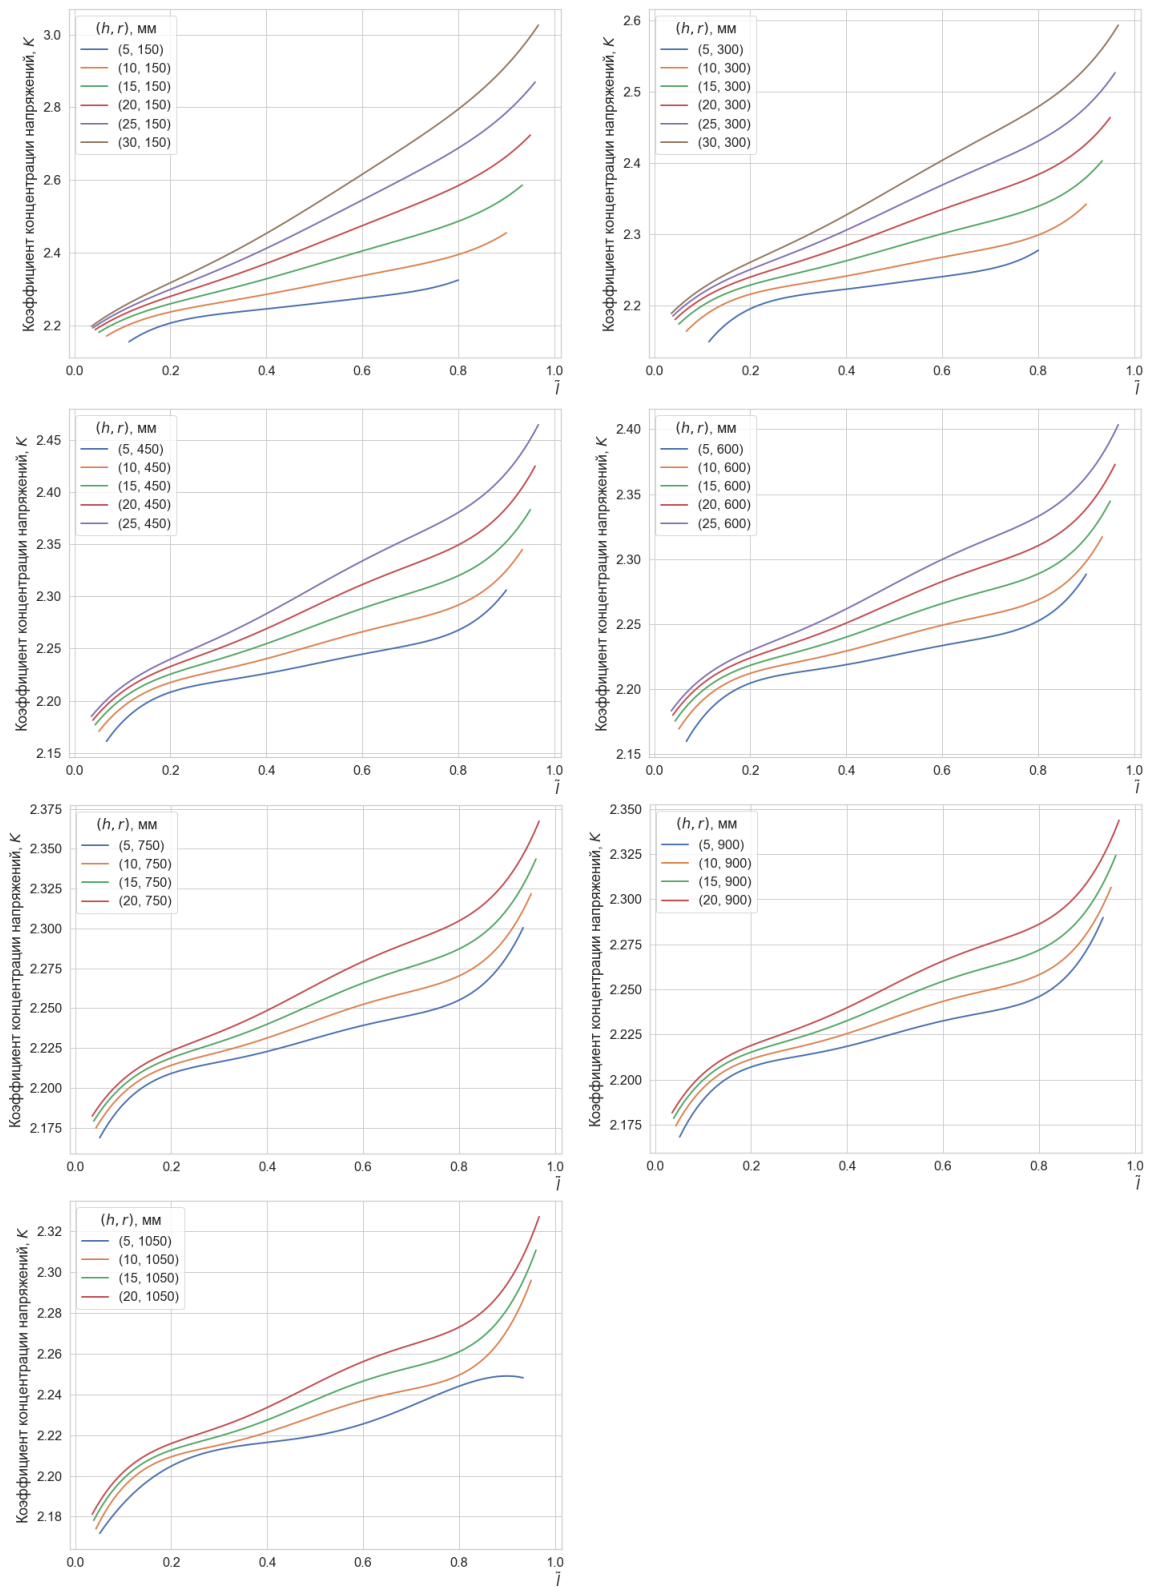 Коэффициент концентрации напряжений, K
3.0
2.8
2.6
2.4
2.2
(h, r), мм
(5, 150)
(10, 150)
(15, 150)
(20, 150)
(25, 150)
(30, 150)
0.0 0.2 0.4 0.6 0.8 1.0
l̃
Коэффициент концентрации напряжений, K
2.6
2.5
2.4
2.3
2.2
(h, r), мм
(5, 300)
(10, 300)
(15, 300)
(20, 300)
(25, 300)
(30, 300)
0.0 0.2 0.4 0.6 0.8 1.0
l̃
Коэффициент концентрации напряжений, K
2.45
2.40
2.35
2.30
2.25
2.20
2.15
(h, r), мм
(5, 450)
(10, 450)
(15, 450)
(20, 450)
(25, 450)
0.0 0.2 0.4 0.6 0.8 1.0
l̃
Коэффициент концентрации напряжений, K
2.40
2.35
2.30
2.25
2.20
2.15
(h, r), мм
(5, 600)
(10, 600)
(15, 600)
(20, 600)
(25, 600)
0.0 0.2 0.4 0.6 0.8 1.0
l̃
Коэффициент концентрации напряжений, K
2.375
2.350
2.325
2.300
2.275
2.250
2.225
2.200
2.175
(h, r), мм
(5, 750)
(10, 750)
(15, 750)
(20, 750)
0.0 0.2 0.4 0.6 0.8 1.0
l̃
Коэффициент концентрации напряжений, K
2.350
2.325
2.300
2.275
2.250
2.225
2.200
2.175
(h, r), мм
(5, 900)
(10, 900)
(15, 900)
(20, 900)
0.0 0.2 0.4 0.6 0.8 1.0
l̃
Коэффициент концентрации напряжений, K
2.32
2.30
2.28
2.26
2.24
2.22
2.20
2.18
(h, r), мм
(5, 1050)
(10, 1050)
(15, 1050)
(20, 1050)
0.0 0.2 0.4 0.6 0.8 1.0
l̃